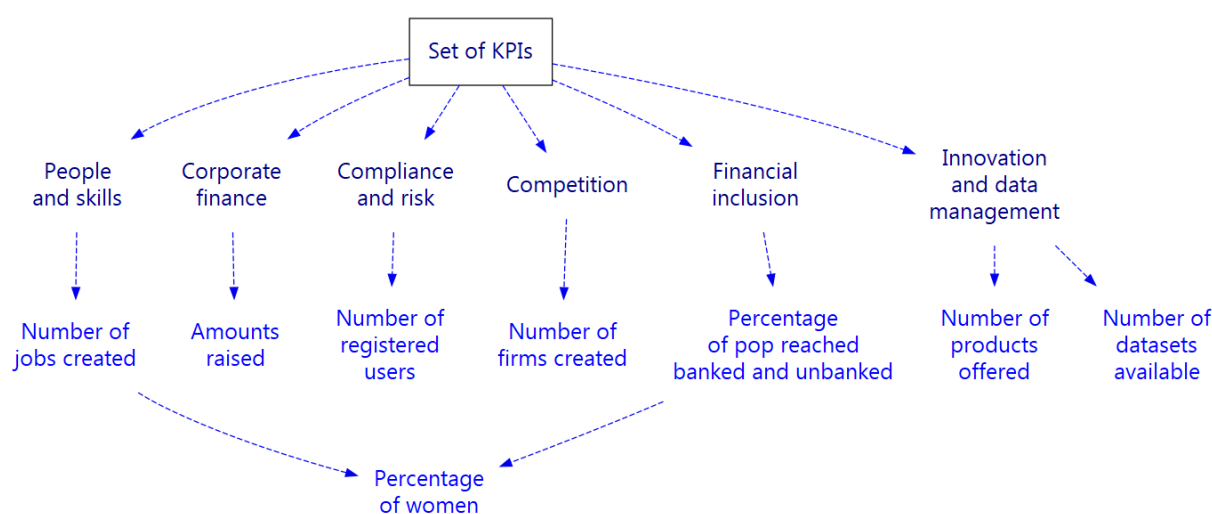 Set of KPIs
People
and skills
Corporate
finance
Compliance
and risk
Competition
Financial
inclusion
Innovation
and data
management
Number of
jobs created
Amounts
raised
Number of
registered
users
Number of
firms created
Percentage
of pop reached
banked and unbanked
Number of
products
offered
Number of
datasets
available
Percentage
of women